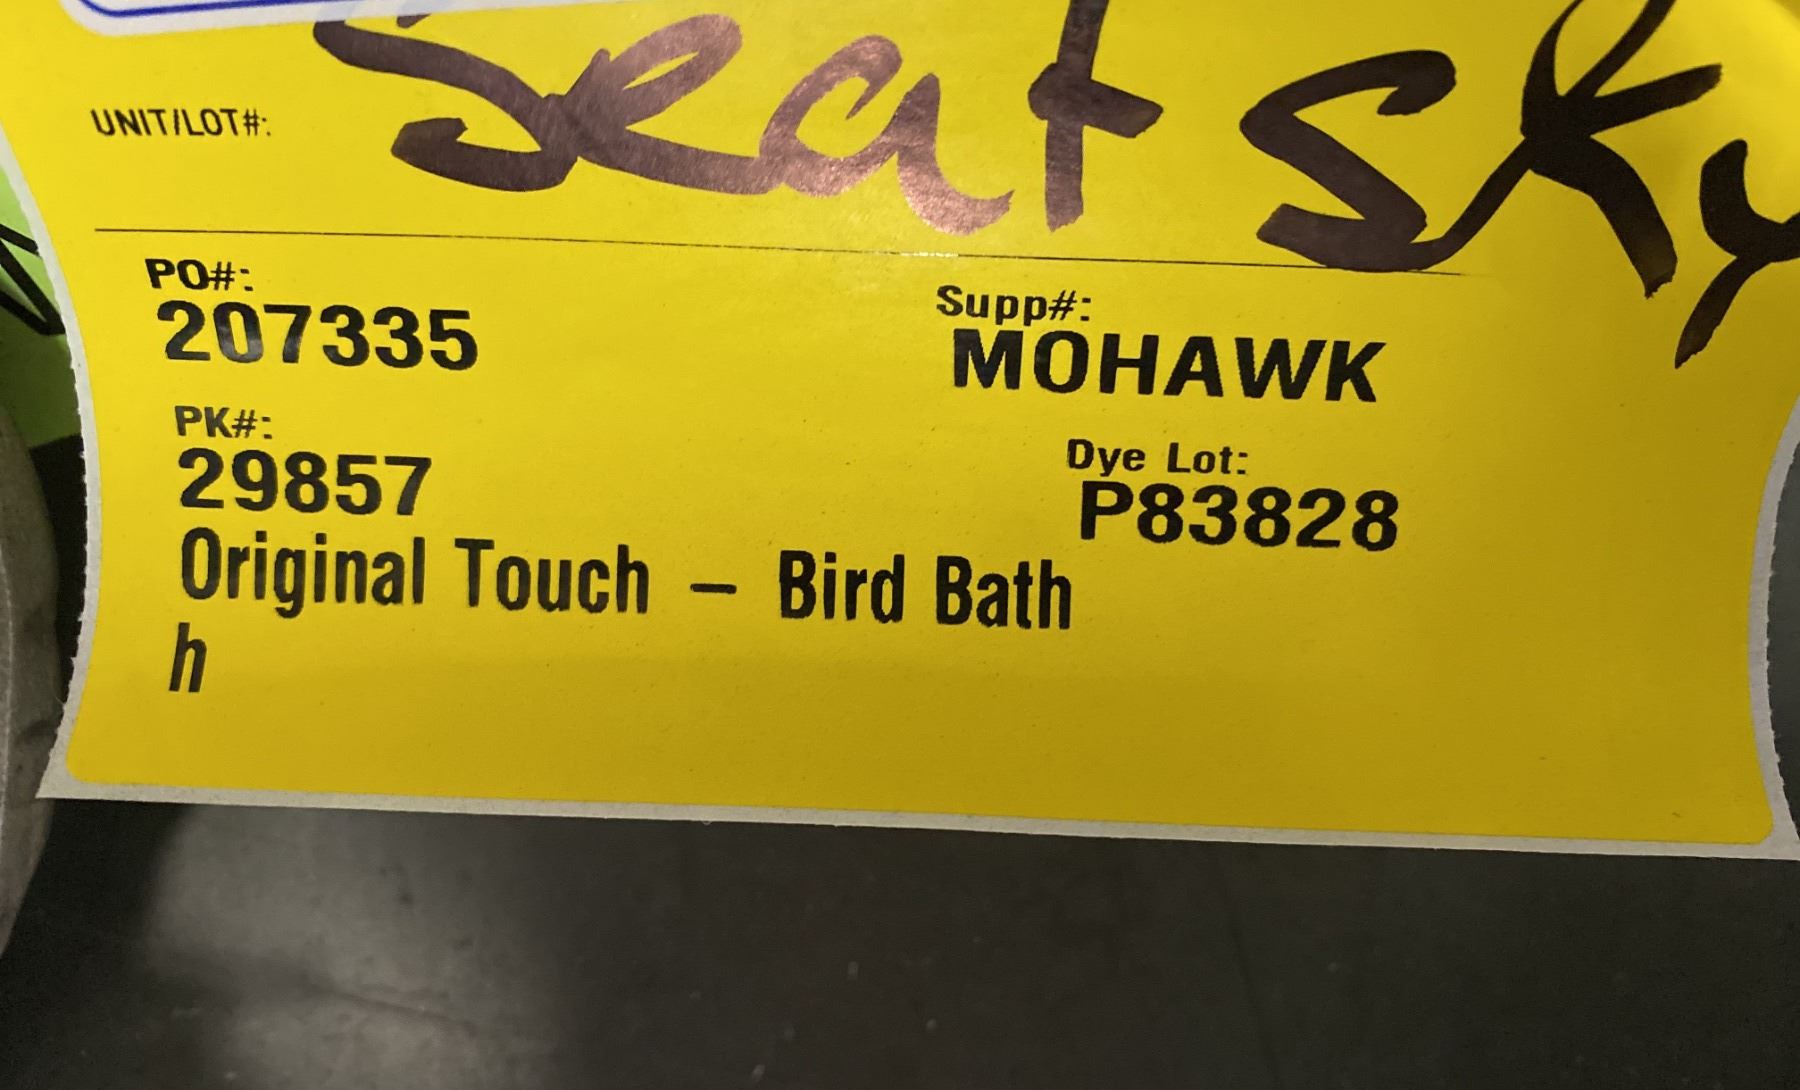 Seat Sky
UNIT/LOT#:
PO#:
207335
Supp#:
MOHAWK
PK#:
29857
Dye Lot:
P83828
Original Touch – Bird Bath
h